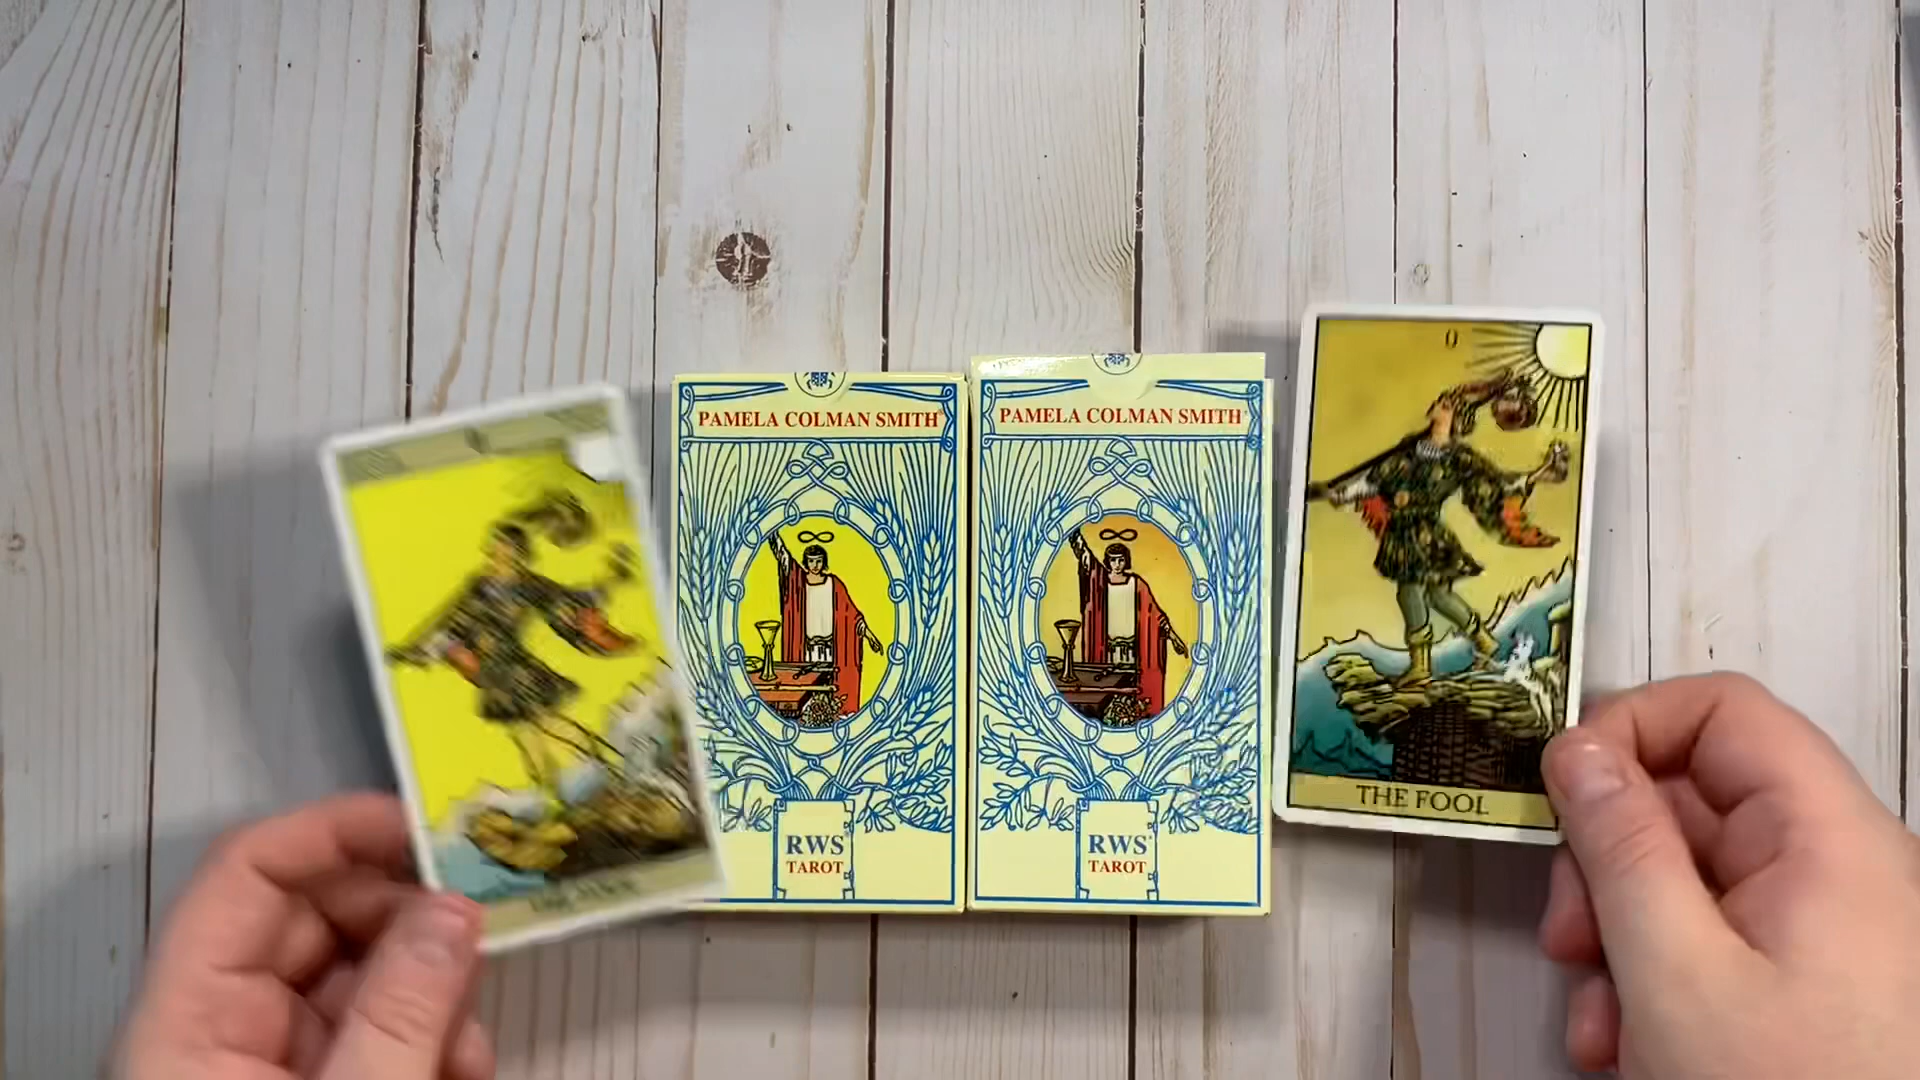 PAMELA COLMAN SMITH®
RWS
TAROT
PAMELA COLMAN SMITH®
RWS®
TAROT
0
THE FOOL